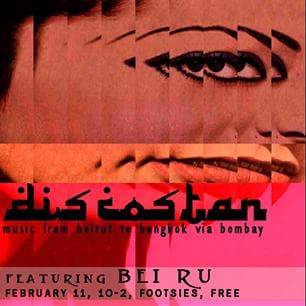 discostan
music from beirut to bangkok via bombay
FEATURING BEI RU
FEBRUARY 11, 10-2, FOOTSIES, FREE